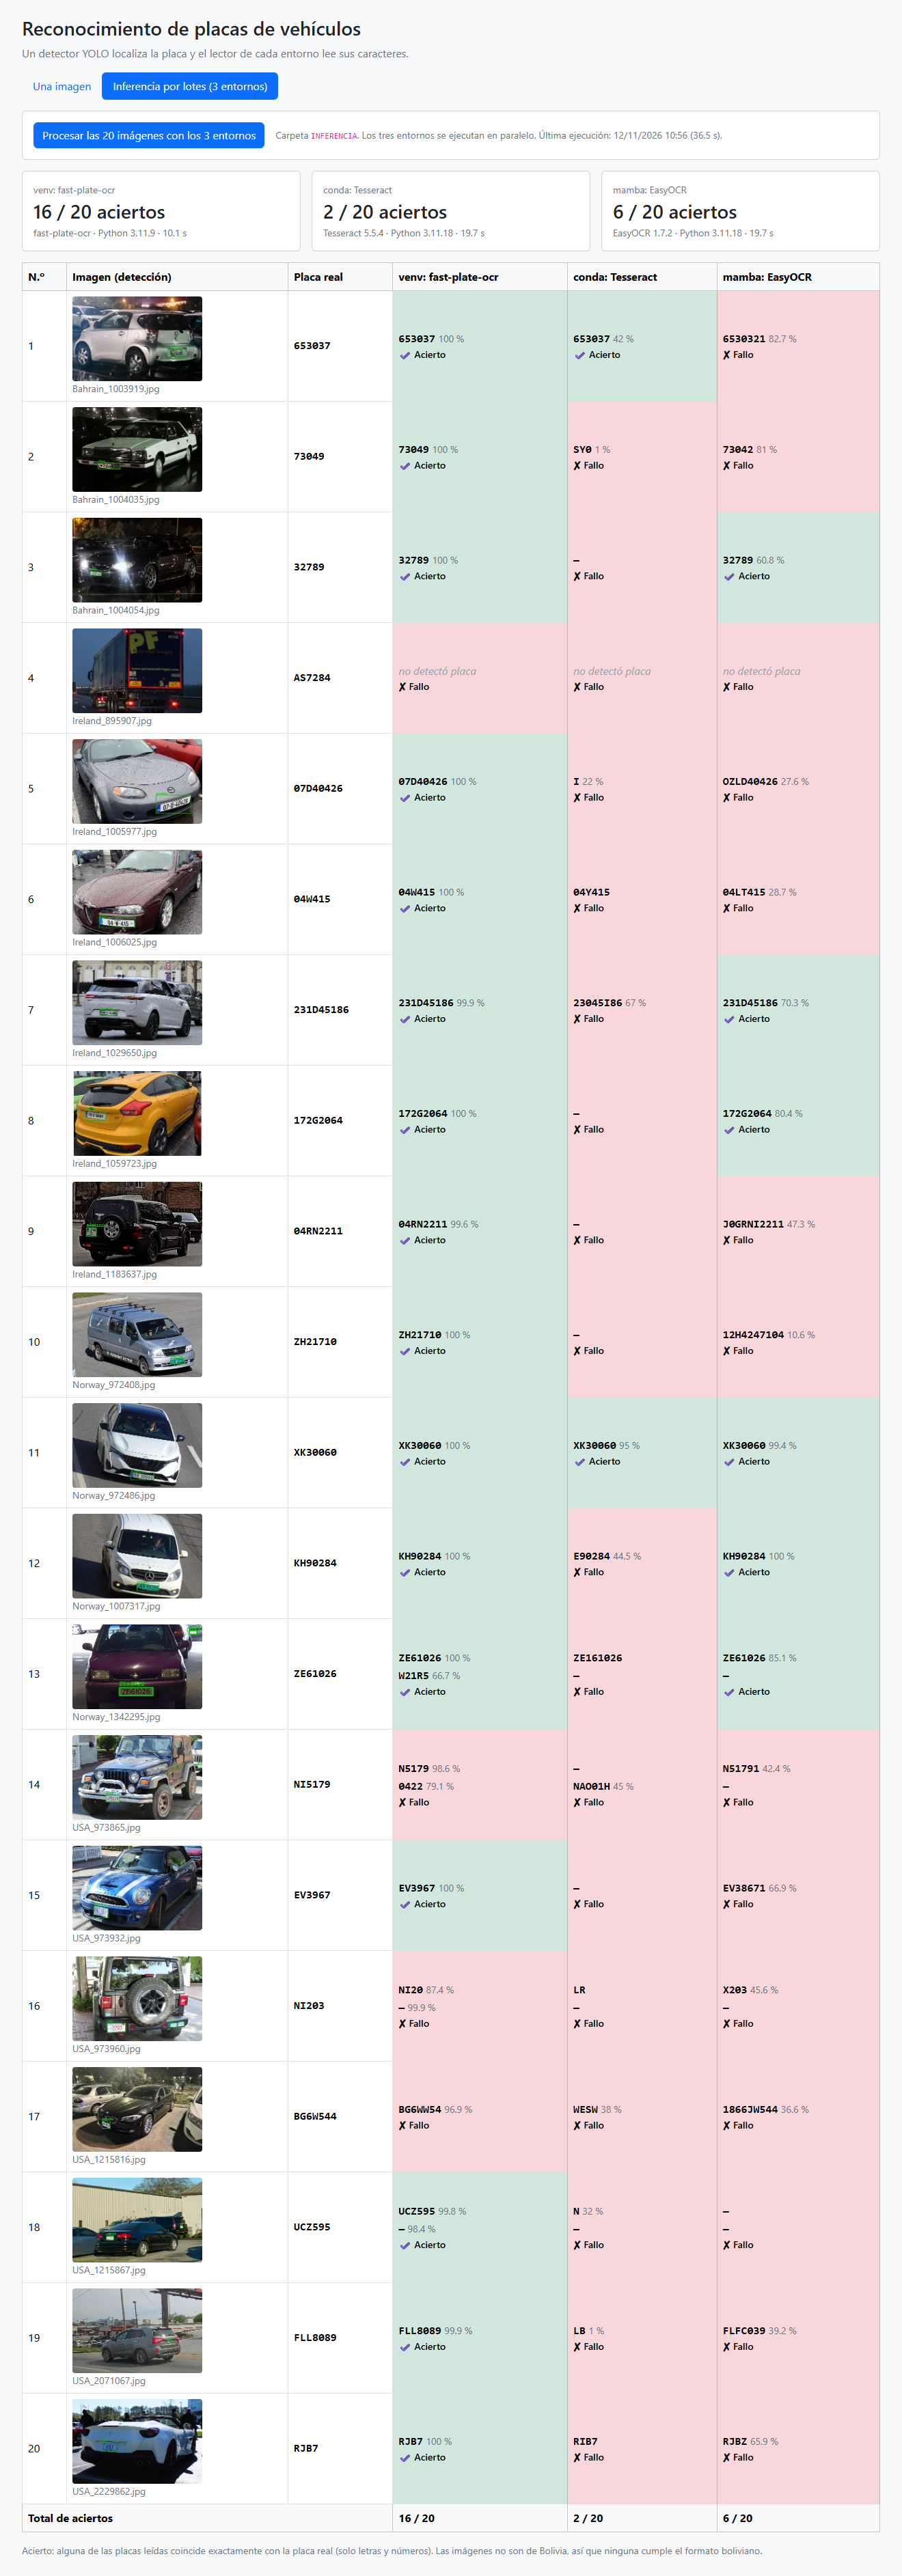 Reconocimiento de placas de vehículos
Un detector YOLO localiza la placa y el lector de cada entorno lee sus caracteres.
Una imagen
Inferencia por lotes (3 entornos)
Procesar las 20 imágenes con los 3 entornos
Carpeta INFERENCIA. Los tres entornos se ejecutan en paralelo. Última ejecución: 12/11/2026 10:56 (36.5 s).
venv: fast-plate-ocr
16 / 20 aciertos
fast-plate-ocr · Python 3.11.9 · 10.1 s
conda: Tesseract
2 / 20 aciertos
Tesseract 5.5.4 · Python 3.11.18 · 19.7 s
mamba: EasyOCR
6 / 20 aciertos
EasyOCR 1.7.2 · Python 3.11.18 · 19.7 s
N.º Imagen (detección) Placa real venv: fast-plate-ocr conda: Tesseract mamba: EasyOCR
1 653037 653037 100 % 653037 42 % 6530321 82.7 %
✔ Acierto ✔ Acierto ✗ Fallo
Bahrain_1003919.jpg
2 73049 73049 100 % SY0 1 % 73042 81 %
✔ Acierto ✗ Fallo ✗ Fallo
Bahrain_1004035.jpg
3 32789 32789 100 % — 32789 60.8 %
✔ Acierto ✗ Fallo ✔ Acierto
Bahrain_1004054.jpg
PF
4 AS7284 no detectó placa no detectó placa no detectó placa
✗ Fallo ✗ Fallo ✗ Fallo
Ireland_895907.jpg
5 07D40426 07D40426 100 % I 22 % OZLD40426 27.6 %
✔ Acierto ✗ Fallo ✗ Fallo
Ireland_1005977.jpg
6 04W415 04W415 100 % 04Y415 04LT415 28.7 %
✔ Acierto ✗ Fallo ✗ Fallo
Ireland_1006025.jpg
7 231D45186 231D45186 99.9 % 23045I86 67 % 231D45186 70.3 %
✔ Acierto ✗ Fallo ✔ Acierto
Ireland_1029650.jpg
8 172G2064 172G2064 100 % — 172G2064 80.4 %
✔ Acierto ✗ Fallo ✔ Acierto
Ireland_1059723.jpg
9 04RN2211 04RN2211 99.6 % — J0GRNI2211 47.3 %
✔ Acierto ✗ Fallo ✗ Fallo
Ireland_1183637.jpg
10 ZH21710 ZH21710 100 % — 12H4247104 10.6 %
✔ Acierto ✗ Fallo ✗ Fallo
Norway_972408.jpg
11 XK30060 XK30060 100 % XK30060 95 % XK30060 99.4 %
✔ Acierto ✔ Acierto ✔ Acierto
Norway_972486.jpg
12 KH90284 KH90284 100 % E90284 44.5 % KH90284 100 %
✔ Acierto ✗ Fallo ✔ Acierto
Norway_1007317.jpg
13 ZE61026 ZE61026 100 % ZE161026 ZE61026 85.1 %
W21R5 66.7 % — —
✔ Acierto ✗ Fallo ✔ Acierto
Norway_1342295.jpg
14 NI5179 N5179 98.6 % — N51791 42.4 %
0422 79.1 % NAO01H 45 % —
✗ Fallo ✗ Fallo ✗ Fallo
USA_973865.jpg
15 EV3967 EV3967 100 % — EV38671 66.9 %
✔ Acierto ✗ Fallo ✗ Fallo
USA_973932.jpg
16 NI203 NI20 87.4 % LR X203 45.6 %
— 99.9 % — —
✗ Fallo ✗ Fallo ✗ Fallo
USA_973960.jpg
17 BG6W544 BG6WW54 96.9 % WESW 38 % 1866JW544 36.6 %
✗ Fallo ✗ Fallo ✗ Fallo
USA_1215816.jpg
18 UCZ595 UCZ595 99.8 % N 32 % —
— 98.4 % — —
✔ Acierto ✗ Fallo ✗ Fallo
USA_1215867.jpg
19 FLL8089 FLL8089 99.9 % LB 1 % FLFC039 39.2 %
✔ Acierto ✗ Fallo ✗ Fallo
USA_2071067.jpg
20 RJB7 RJB7 100 % RIB7 RJBZ 65.9 %
✔ Acierto ✗ Fallo ✗ Fallo
USA_2229862.jpg
Total de aciertos 16 / 20 2 / 20 6 / 20
Acierto: alguna de las placas leídas coincide exactamente con la placa real (solo letras y números). Las imágenes no son de Bolivia, así que ninguna cumple el formato boliviano.